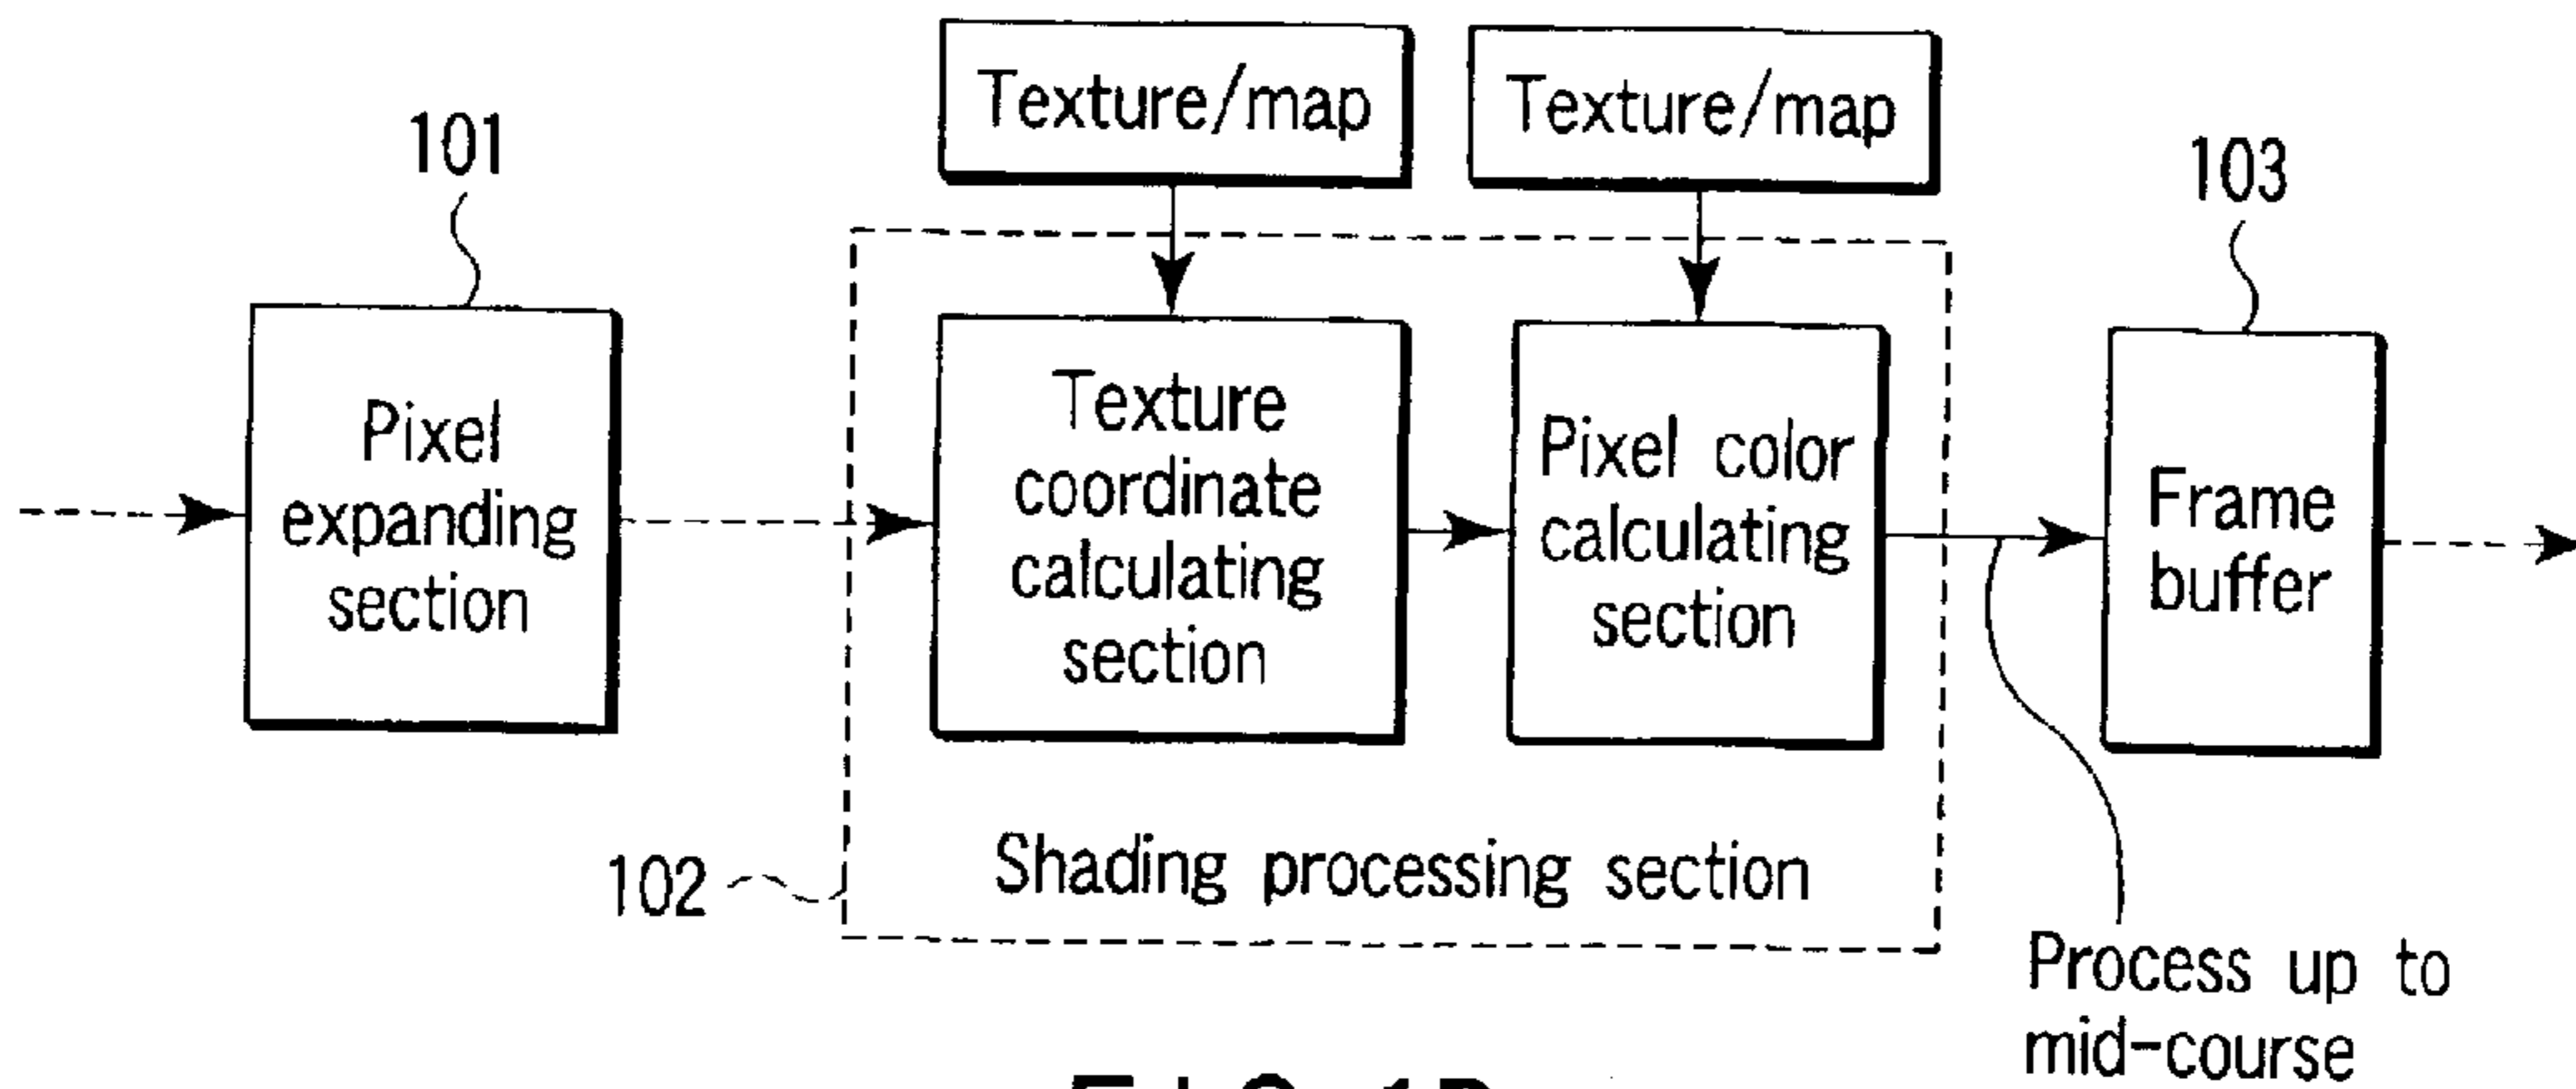 Texture/map
Texture/map
101
103
Pixel
expanding
section
Texture
coordinate
calculating
section
Pixel color
calculating
section
Frame
buffer
102
Shading processing section
Process up to
mid-course